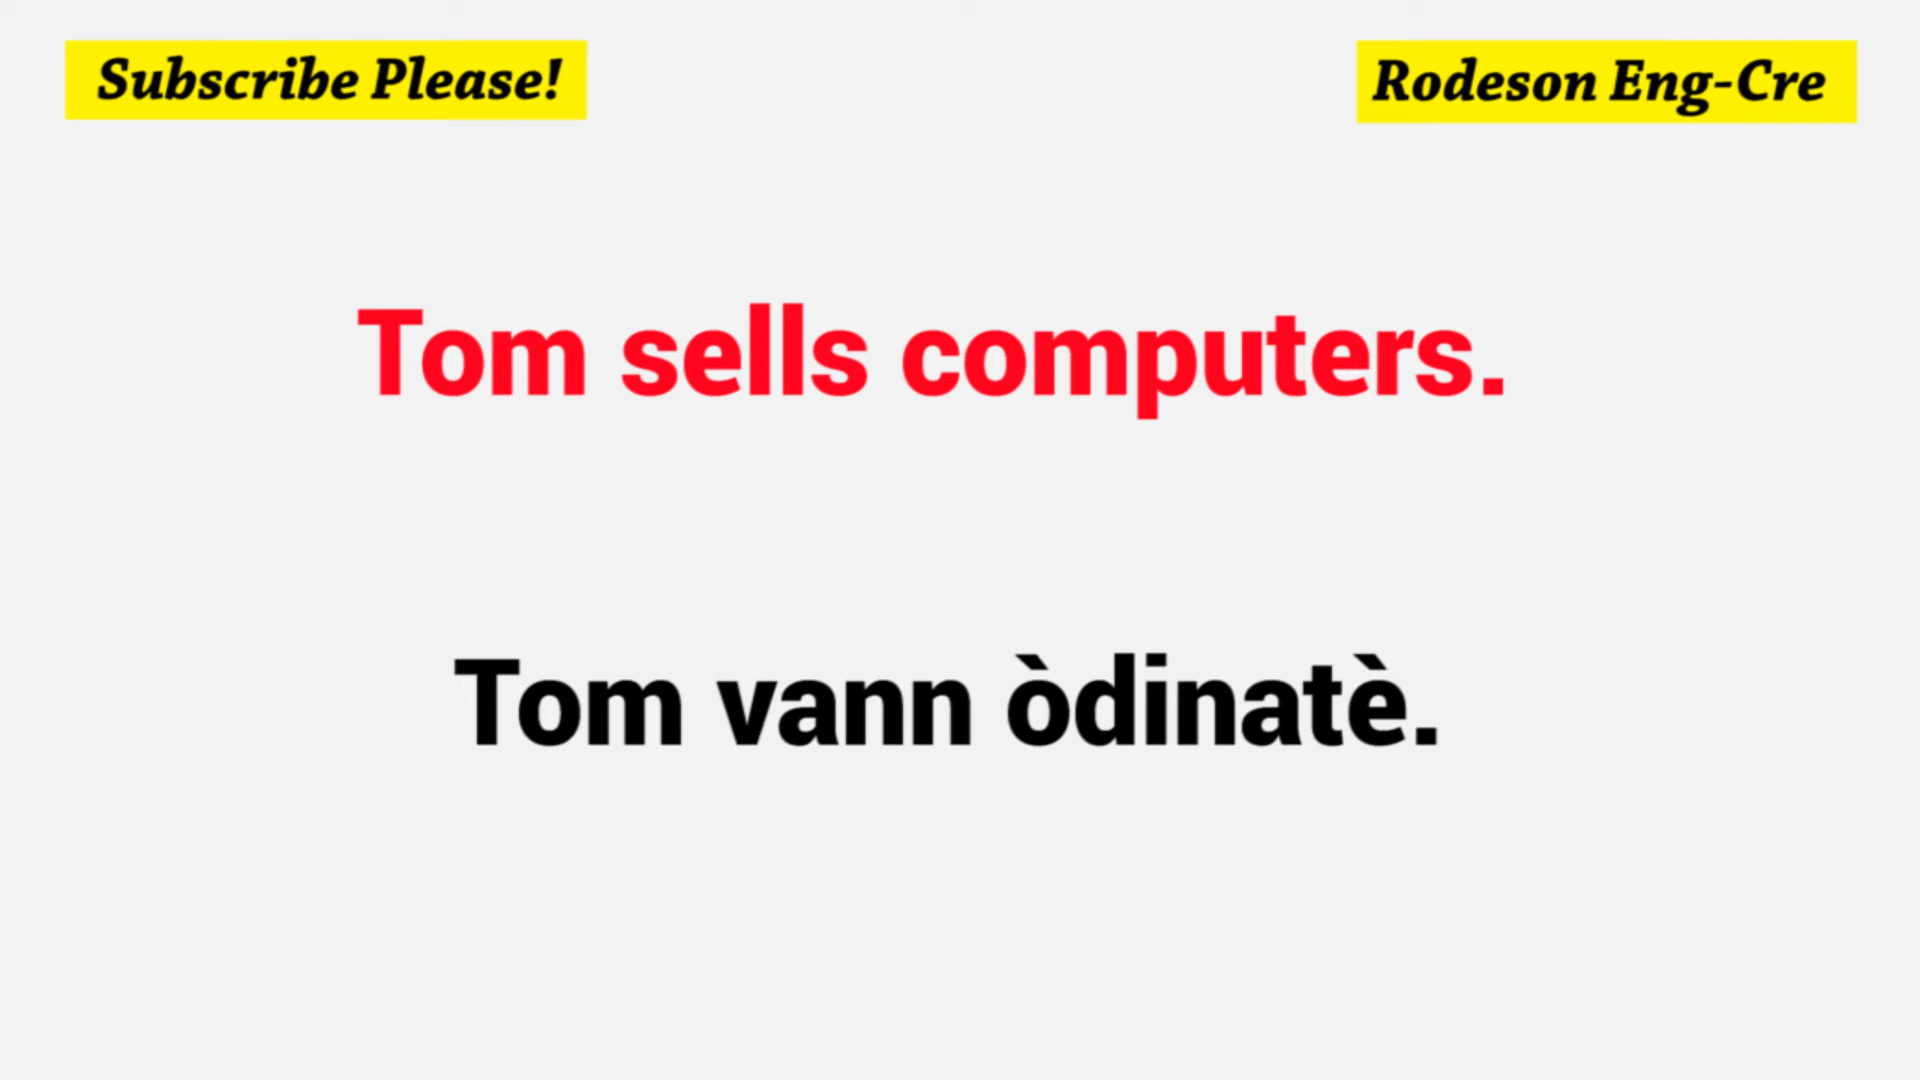 Subscribe Please!
Rodeson Eng-Cre
Tom sells computers.
Tom vann òdinatè.